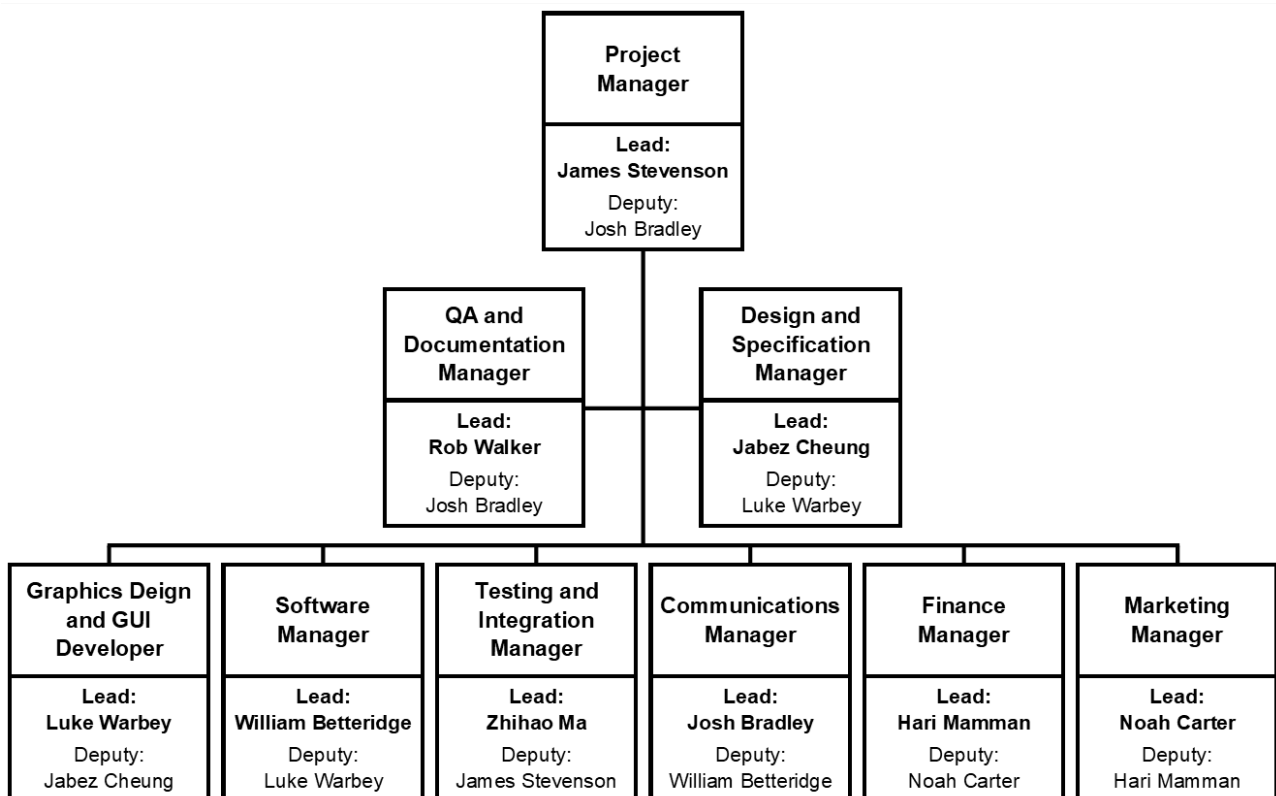 Project
Manager
Lead:
James Stevenson
Deputy:
Josh Bradley
QA and
Documentation
Manager
Lead:
Rob Walker
Deputy:
Josh Bradley
Design and
Specification
Manager
Lead:
Jabez Cheung
Deputy:
Luke Warbey
Graphics Deign
and GUI
Developer
Lead:
Luke Warbey
Deputy:
Jabez Cheung
Software
Manager
Lead:
William Betteridge
Deputy:
Luke Warbey
Testing and
Integration
Manager
Lead:
Zhihao Ma
Deputy:
James Stevenson
Communications
Manager
Lead:
Josh Bradley
Deputy:
William Betteridge
Finance
Manager
Lead:
Hari Mamman
Deputy:
Noah Carter
Marketing
Manager
Lead:
Noah Carter
Deputy:
Hari Mamman